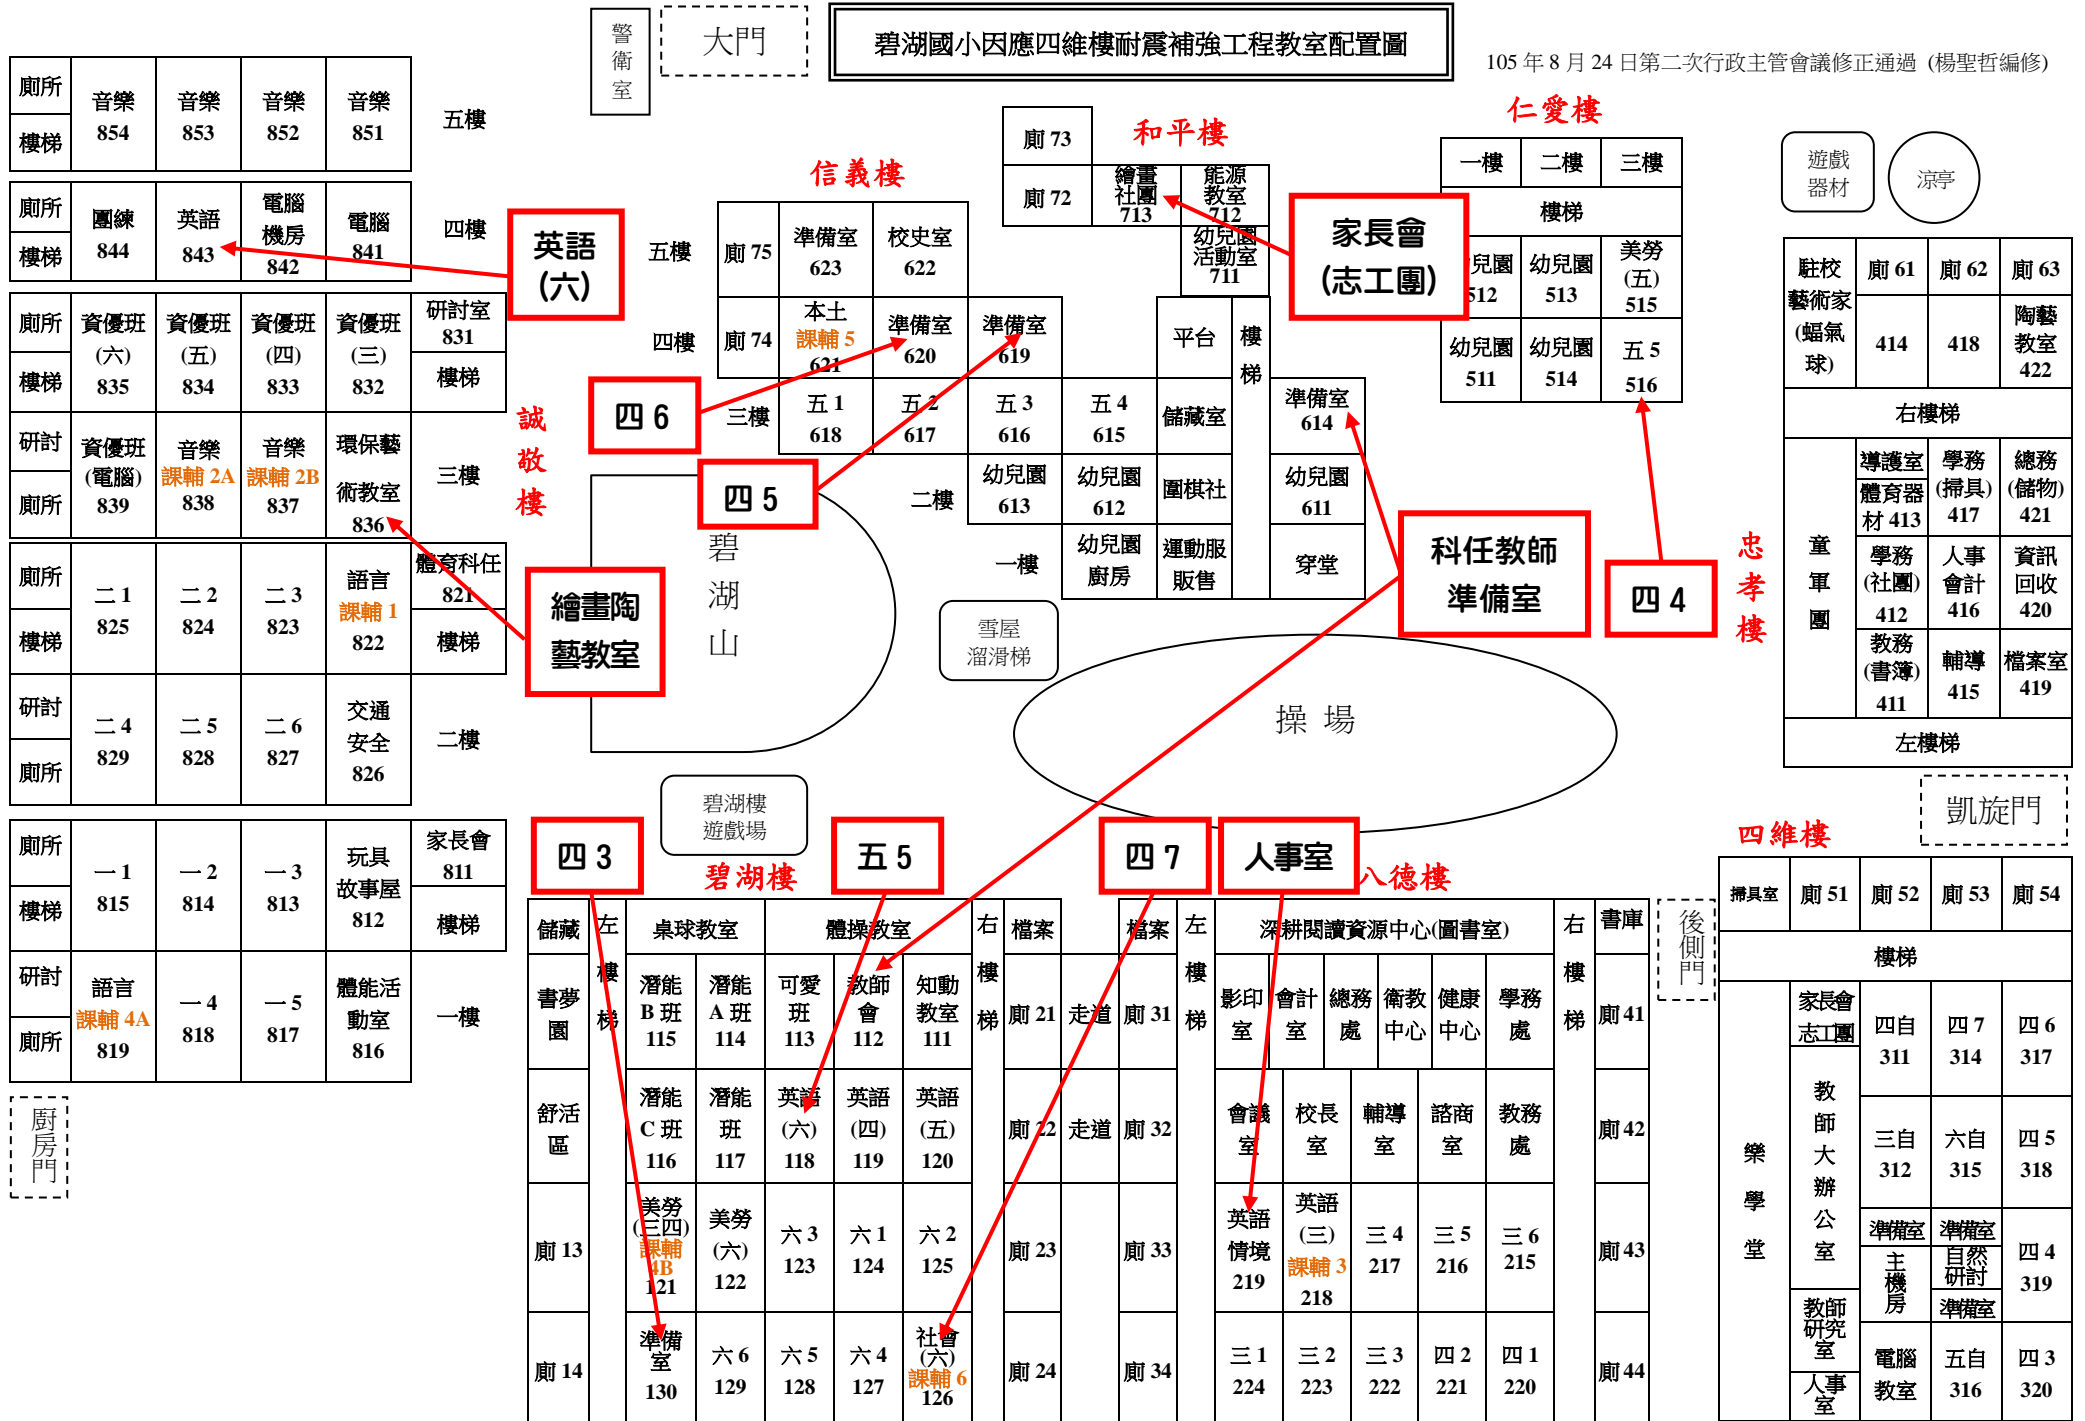 碧湖國小因應四維樓耐震補強工程教室配置圖
105 年 8 月 24 日第二次行政主管會議修正通過 (楊聖哲編修)
警衛室
大門
廁所
樓梯
音樂
854
音樂
853
音樂
852
音樂
851
五樓
廁所
樓梯
團練
844
英語
843
電腦
機房
842
電腦
841
四樓
英語
(六)
廁所
樓梯
資優班
(六)
835
資優班
(五)
834
資優班
(四)
833
資優班
(三)
832
研討室
831
樓梯
研討
廁所
資優班
(電腦)
839
音樂
課輔 2A
838
音樂
課輔 2B
837
環保藝
術教室
836
三樓
誠敬樓
廁所
樓梯
二 1
825
二 2
824
二 3
823
語言
課輔 1
822
體育科任
821
樓梯
繪畫陶
藝教室
研討
廁所
二 4
829
二 5
828
二 6
827
交通
安全
826
二樓
廁所
樓梯
一 1
815
一 2
814
一 3
813
玩具
故事屋
812
家長會
811
樓梯
研討
廁所
語言
課輔 4A
819
一 4
818
一 5
817
體能活
動室
816
一樓
廚房門
信義樓
五樓
廁 75
準備室
623
校史室
622
四樓
廁 74
本土
課輔 5
621
準備室
620
準備室
619
平台
樓梯
四 6
三樓
五 1
618
五 2
617
五 3
616
五 4
615
儲藏室
準備室
614
四 5
二樓
幼兒園
613
幼兒園
612
圍棋社
幼兒園
611
一樓
幼兒園
廚房
運動服
販售
穿堂
和平樓
廁 73
廁 72
繪畫
社團
713
能源
教室
712
幼兒園
活動室
711
家長會
(志工團)
仁愛樓
一樓
二樓
三樓
樓梯
幼兒園
512
幼兒園
513
美勞
(五)
515
幼兒園
511
幼兒園
514
五 5
516
科任教師
準備室
四 4
遊戲
器材
涼亭
忠孝樓
駐校
藝術家
(蝠氣
球)
廁 61
廁 62
廁 63
414
418
陶藝
教室
422
右樓梯
童軍團
導護室
體育器
材 413
學務
(掃具)
417
總務
(儲物)
421
學務
(社團)
412
人事
會計
416
資訊
回收
420
教務
(書簿)
411
輔導
415
檔案室
419
左樓梯
碧湖山
雪屋
溜滑梯
操 場
碧湖樓
遊戲場
凱旋門
四 3
五 5
四 7
人事室
碧湖樓
儲藏
左樓梯
桌球教室
體操教室
右樓梯
檔案
書夢園
潛能
B 班
115
潛能
A 班
114
可愛
班
113
教師
會
112
知動
教室
111
廁 21
走道
舒活區
潛能
C 班
116
潛能
班
117
英語
(六)
118
英語
(四)
119
英語
(五)
120
廁 22
走道
廁 13
美勞
(三四)
課輔
4B
121
美勞
(六)
122
六 3
123
六 1
124
六 2
125
廁 23
廁 14
準備
室
130
六 6
129
六 5
128
六 4
127
社會
(六)
課輔 6
126
廁 24
八德樓
檔案
左樓梯
深耕閱讀資源中心(圖書室)
右樓梯
書庫
廁 31
影印
室
會計
室
總務
處
衛教
中心
健康
中心
學務
處
廁 41
廁 32
會議
室
校長
室
輔導
室
諮商
室
教務
處
廁 42
廁 33
英語
情境
219
英語
(三)
課輔 3
218
三 4
217
三 5
216
三 6
215
廁 43
廁 34
三 1
224
三 2
223
三 3
222
四 2
221
四 1
220
廁 44
後側門
四維樓
掃具室
廁 51
廁 52
廁 53
廁 54
樓梯
樂學堂
家長會
志工團
教師大辦公室
教師
研究
室
人事
室
四自
311
四 7
314
四 6
317
三自
312
六自
315
四 5
318
準備室
主機房
準備室
自然
研討
準備室
四 4
319
電腦
教室
五自
316
四 3
320